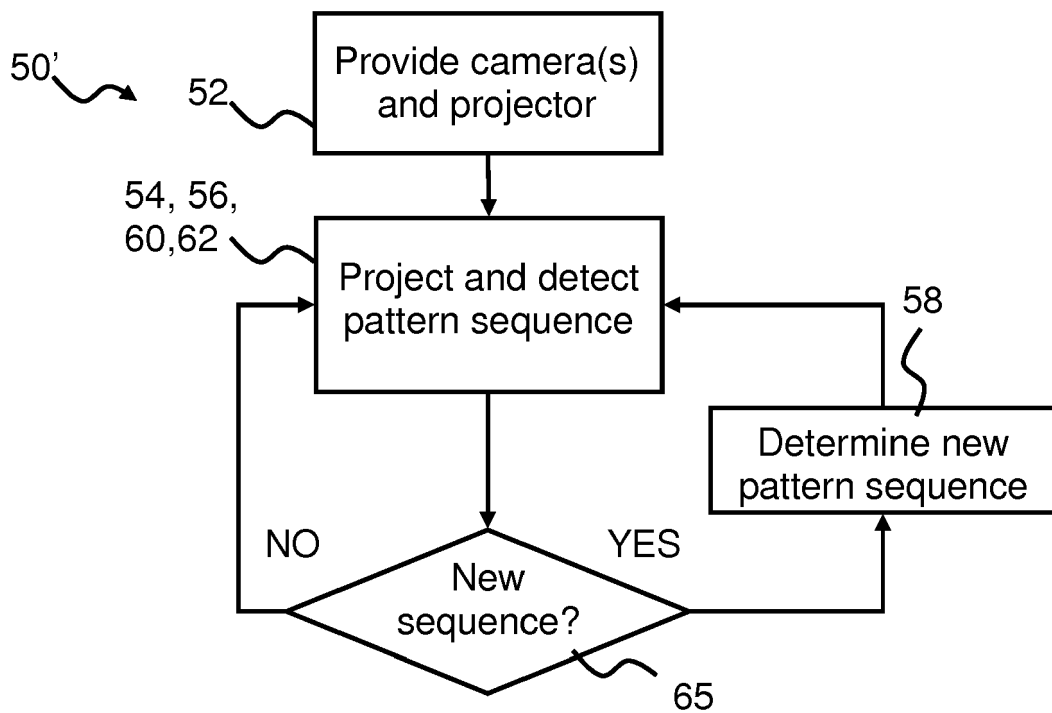 50’
52
Provide camera(s)
and projector
54, 56,
60,62
Project and detect
pattern sequence
58
Determine new
pattern sequence
NO
YES
New
sequence?
65